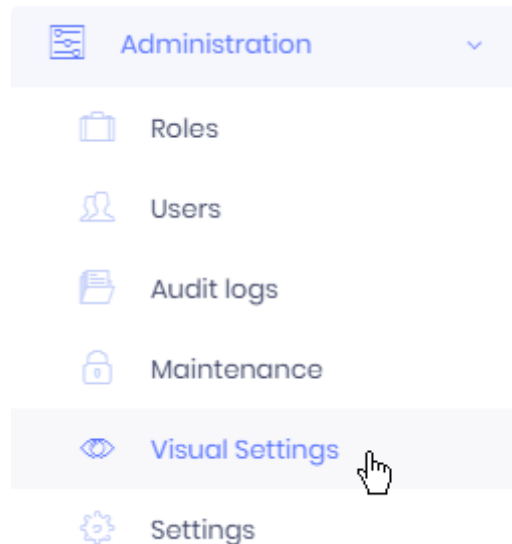 Administration
Roles
Users
Audit logs
Maintenance
Visual Settings
Settings